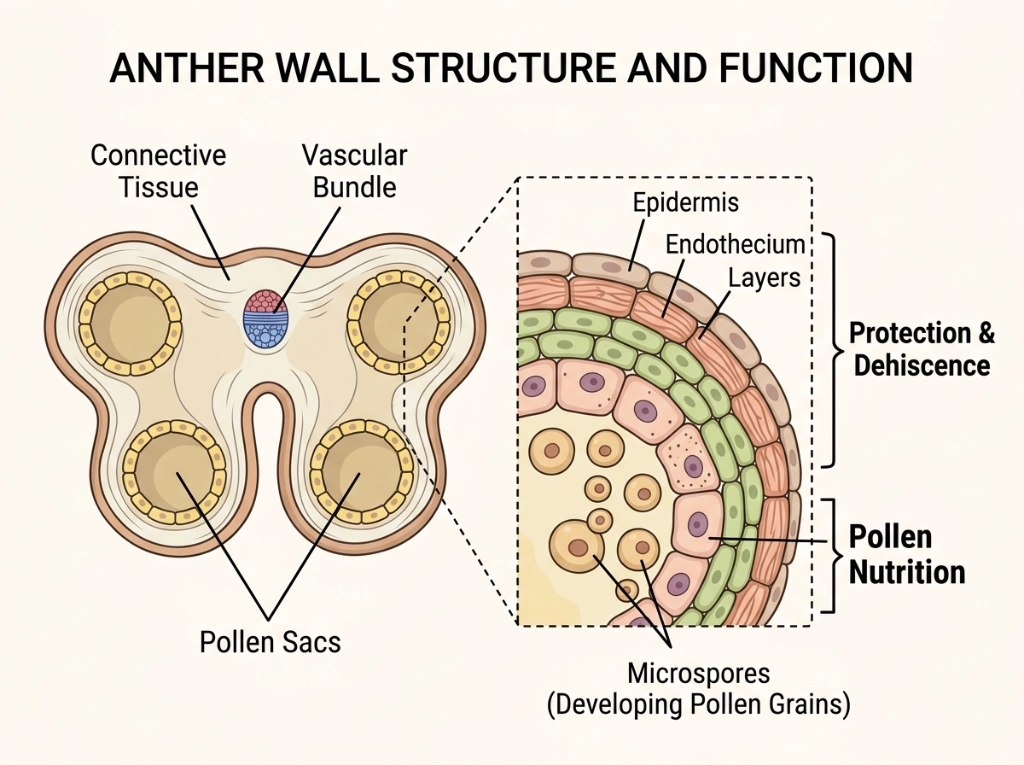 ANTHER WALL STRUCTURE AND FUNCTION
Connective
Tissue
Vascular
Bundle
Epidermis
Endothecium
Layers
Protection &
Dehiscence
Pollen
Nutrition
Pollen Sacs
Microspores
(Developing Pollen Grains)